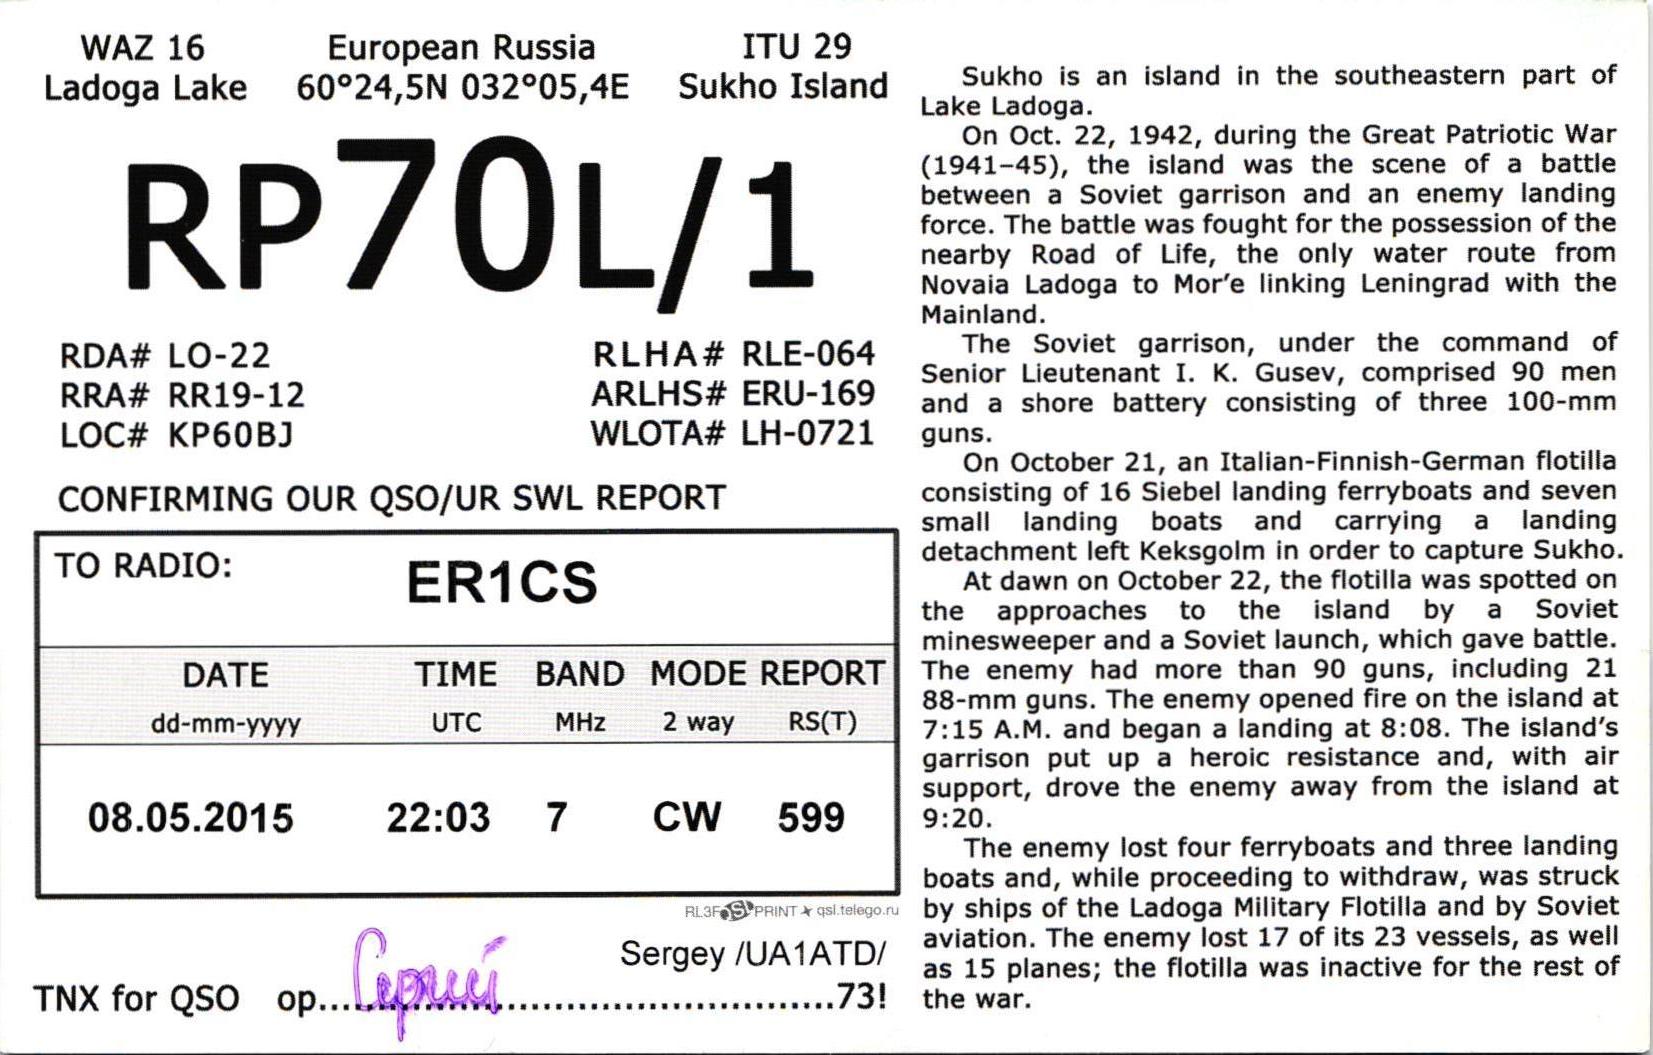 WAZ 16 European Russia ITU 29
Ladoga Lake 60°24,5N 032°05,4E Sukho Island
RP70L/1
RDA# LO-22 RLHA# RLE-064
RRA# RR19-12 ARLHS# ERU-169
LOC# KP60BJ WLOTA# LH-0721
CONFIRMING OUR QSO/UR SWL REPORT
TO RADIO: ER1CS
DATE TIME BAND MODE REPORT
dd-mm-yyyy UTC MHz 2 way RS(T)
08.05.2015 22:03 7 CW 599
RL3F QSL PRINT qsl.telego.ru
Sergey /UA1ATD/
TNX for QSO op....Сергей....73!
Sukho is an island in the southeastern part of
Lake Ladoga.
On Oct. 22, 1942, during the Great Patriotic War
(1941–45), the island was the scene of a battle
between a Soviet garrison and an enemy landing
force. The battle was fought for the possession of the
nearby Road of Life, the only water route from
Novaia Ladoga to Mor'e linking Leningrad with the
Mainland.
The Soviet garrison, under the command of
Senior Lieutenant I. K. Gusev, comprised 90 men
and a shore battery consisting of three 100-mm
guns.
On October 21, an Italian-Finnish-German flotilla
consisting of 16 Siebel landing ferryboats and seven
small landing boats and carrying a landing
detachment left Keksgolm in order to capture Sukho.
At dawn on October 22, the flotilla was spotted on
the approaches to the island by a Soviet
minesweeper and a Soviet launch, which gave battle.
The enemy had more than 90 guns, including 21
88-mm guns. The enemy opened fire on the island at
7:15 A.M. and began a landing at 8:08. The island's
garrison put up a heroic resistance and, with air
support, drove the enemy away from the island at
9:20.
The enemy lost four ferryboats and three landing
boats and, while proceeding to withdraw, was struck
by ships of the Ladoga Military Flotilla and by Soviet
aviation. The enemy lost 17 of its 23 vessels, as well
as 15 planes; the flotilla was inactive for the rest of
the war.